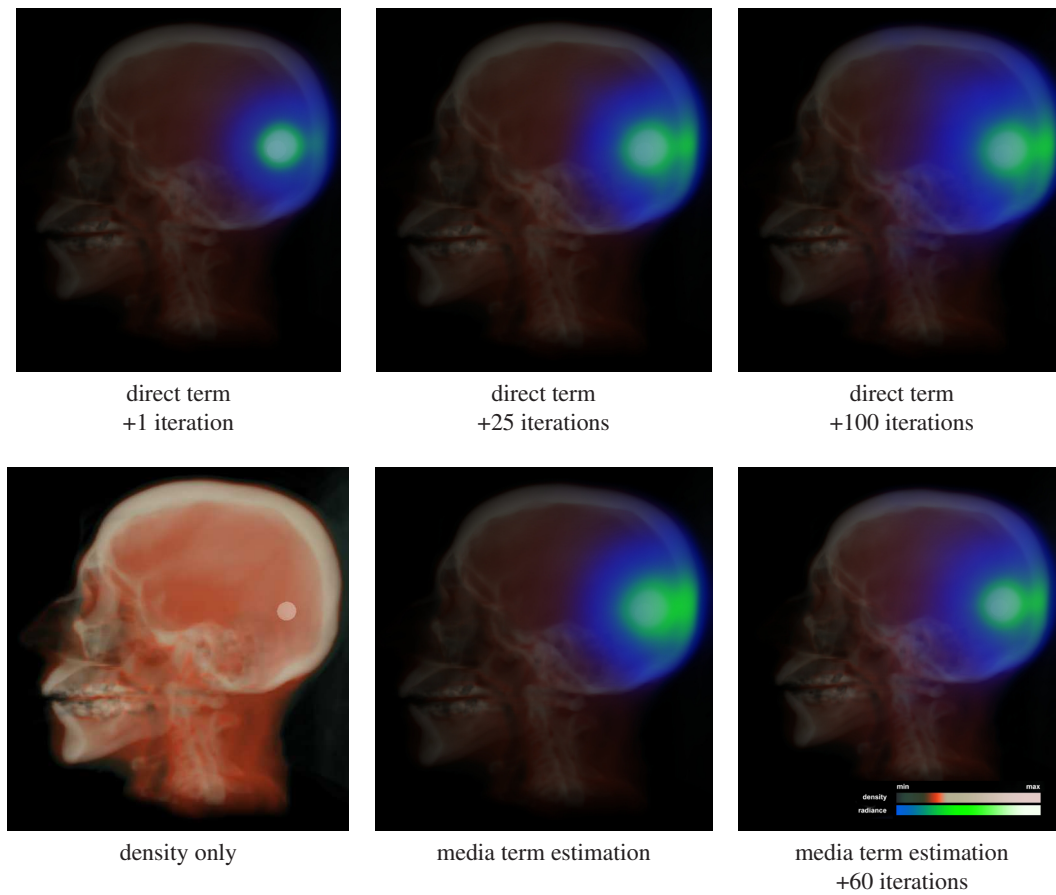 direct term
+1 iteration
direct term
+25 iterations
direct term
+100 iterations
min max
density
radiance
density only
media term estimation
media term estimation
+60 iterations